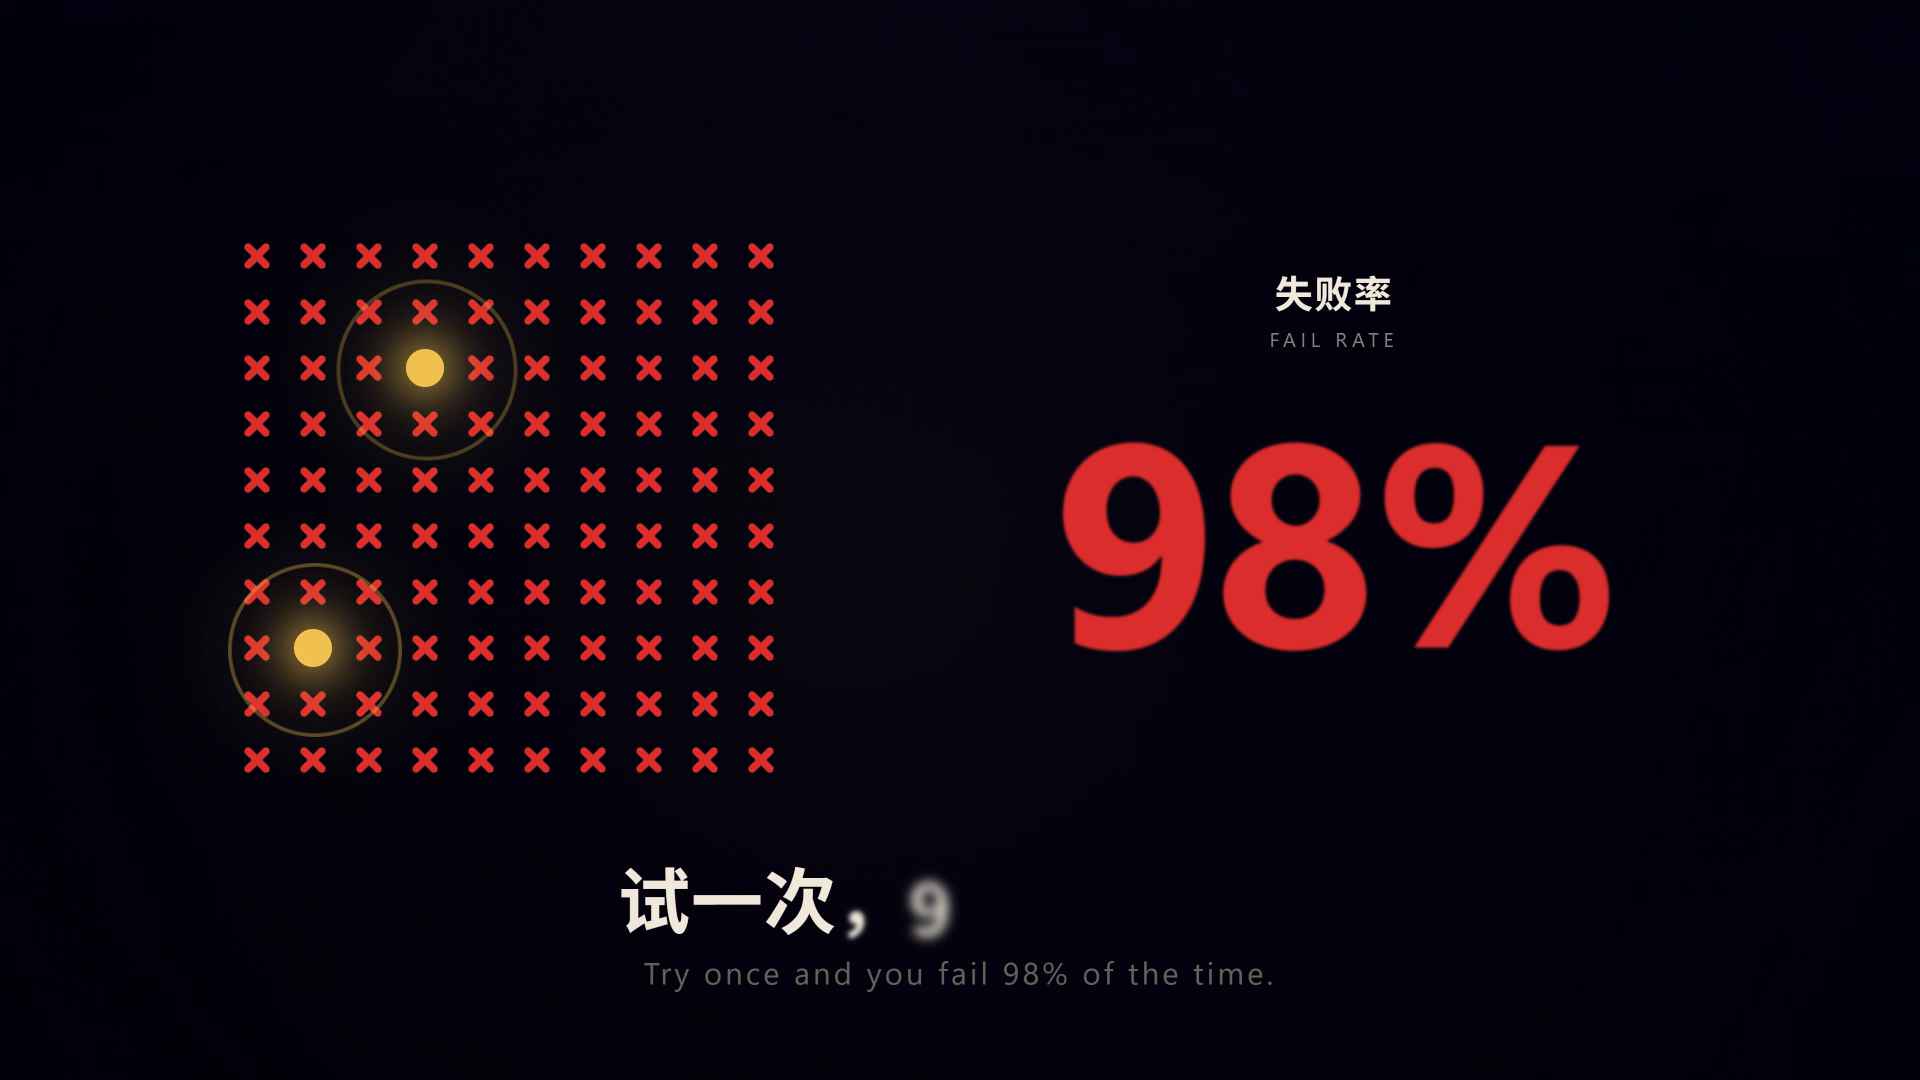 失败率
FAIL RATE
98%
试一次，9
Try once and you fail 98% of the time.